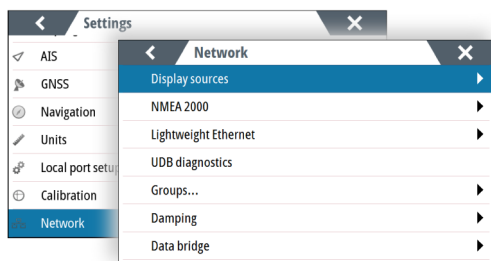 Settings
AIS
GNSS
Navigation
Units
Local port setup
Calibration
Network
Network
Display sources
NMEA 2000
Lightweight Ethernet
UDB diagnostics
Groups...
Damping
Data bridge